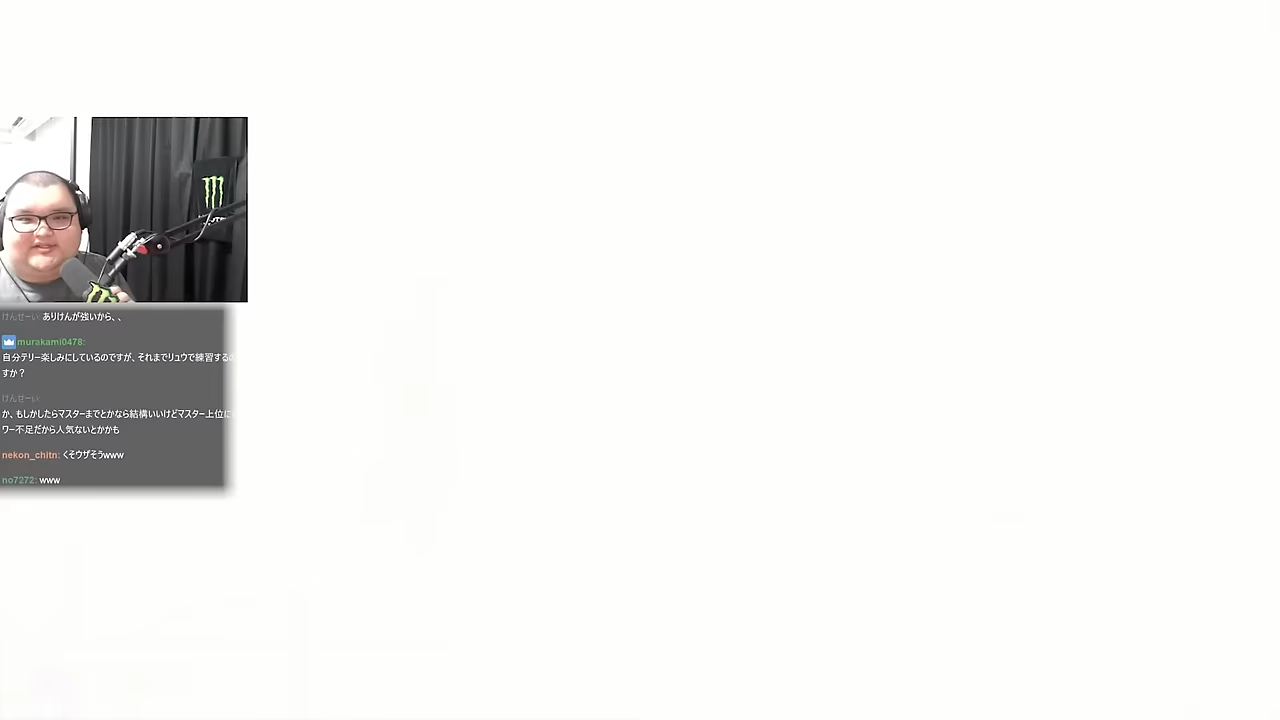 けんせーい: ありけんが強いから、、
murakami0478:
自分テリー楽しみにしているのですが、それまでリュウで練習するの
すか？
けんせーい:
か、もしかしたらマスターまでとかなら結構いいけどマスター上位に
ワー不足だから人気ないとかかも
nekon_chitn: くそウザそうwww
no7272: www